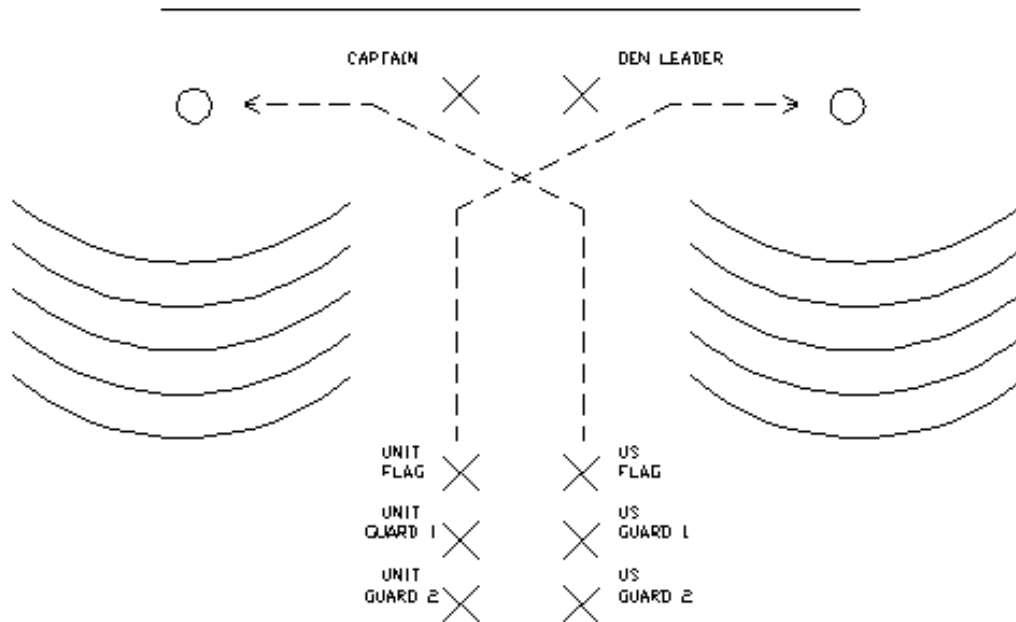 CAPTAIN
DEN LEADER
UNIT
FLAG
US
FLAG
UNIT
GUARD 1
US
GUARD 1
UNIT
GUARD 2
US
GUARD 2